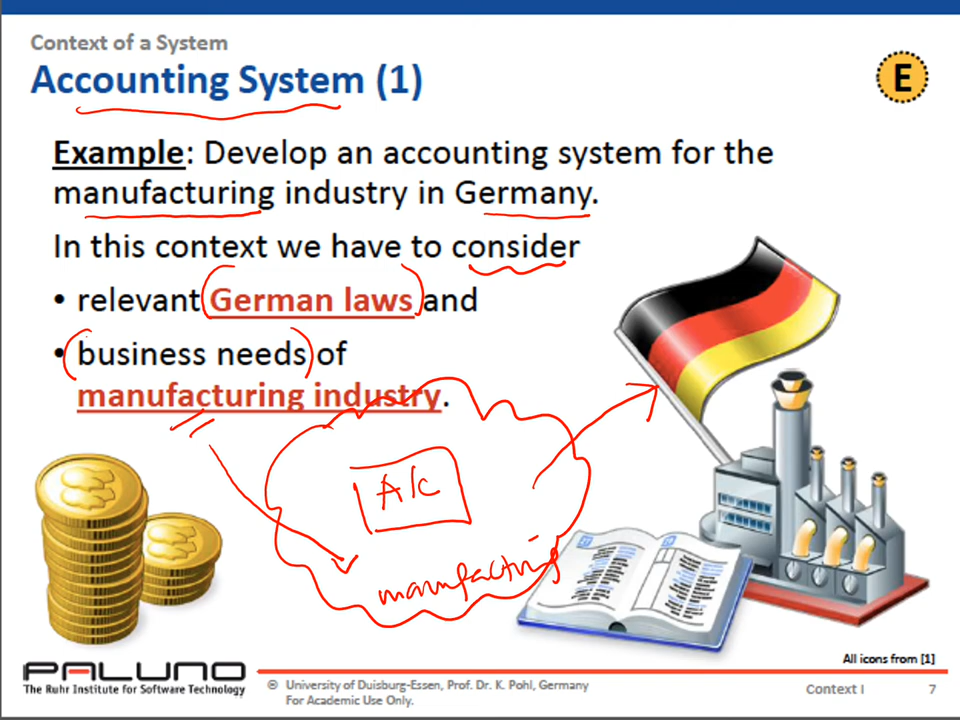 Context of a System
Accounting System (1)
E
Example: Develop an accounting system for the
manufacturing industry in Germany.
In this context we have to consider
• relevant German laws and
• business needs of
manufacturing industry.
A/C
manufacturing
All icons from [1]
PALUNO
The Ruhr Institute for Software Technology
© University of Duisburg-Essen, Prof. Dr. K. Pohl, Germany
For Academic Use Only.
Context I 7